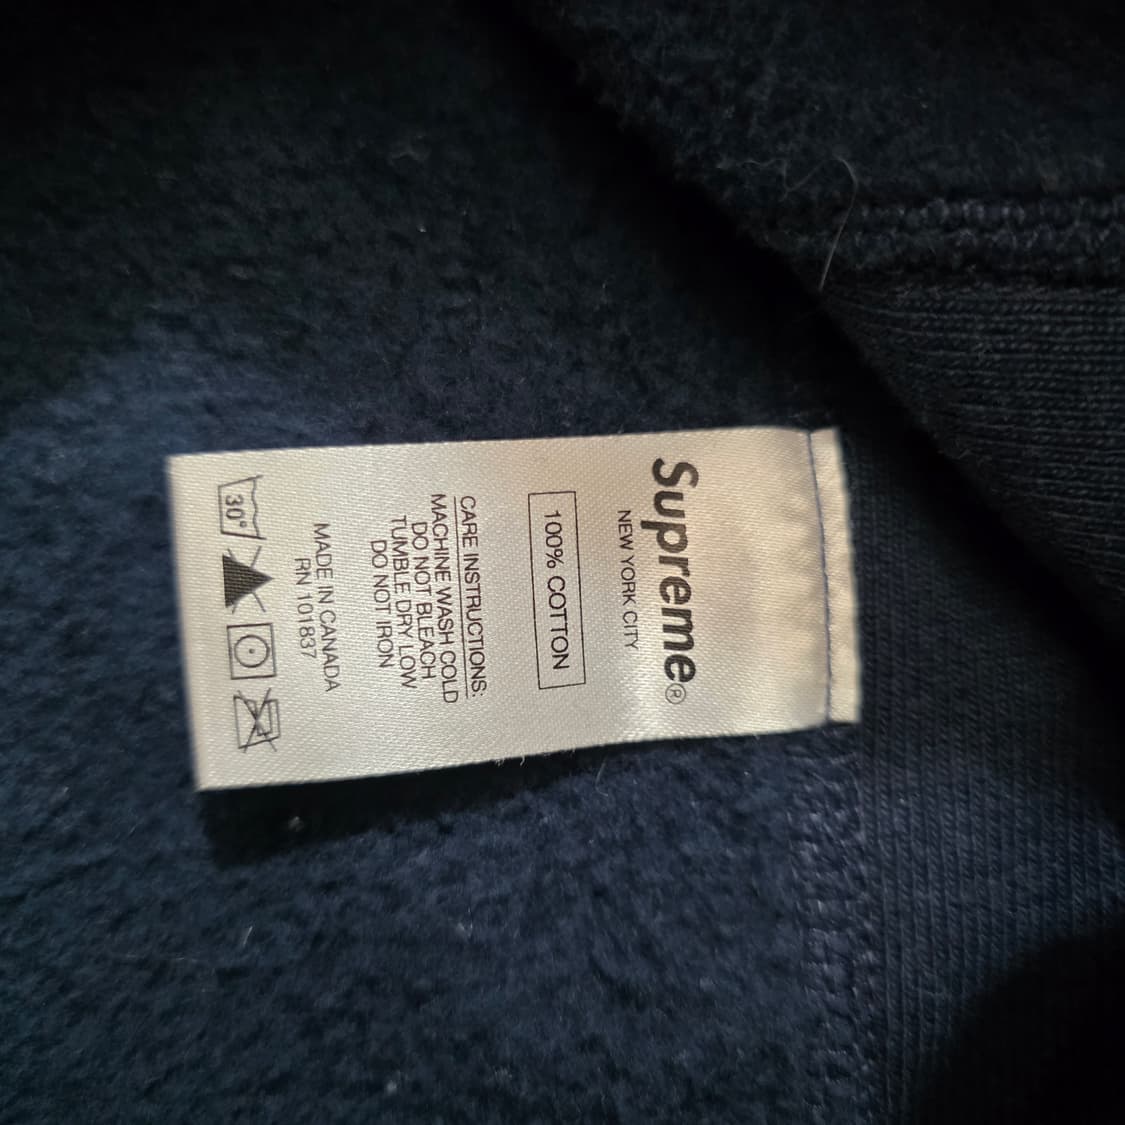 Supreme®
NEW YORK CITY
100% COTTON
CARE INSTRUCTIONS:
MACHINE WASH COLD
DO NOT BLEACH
TUMBLE DRY LOW
DO NOT IRON
MADE IN CANADA
RN 101837
30°